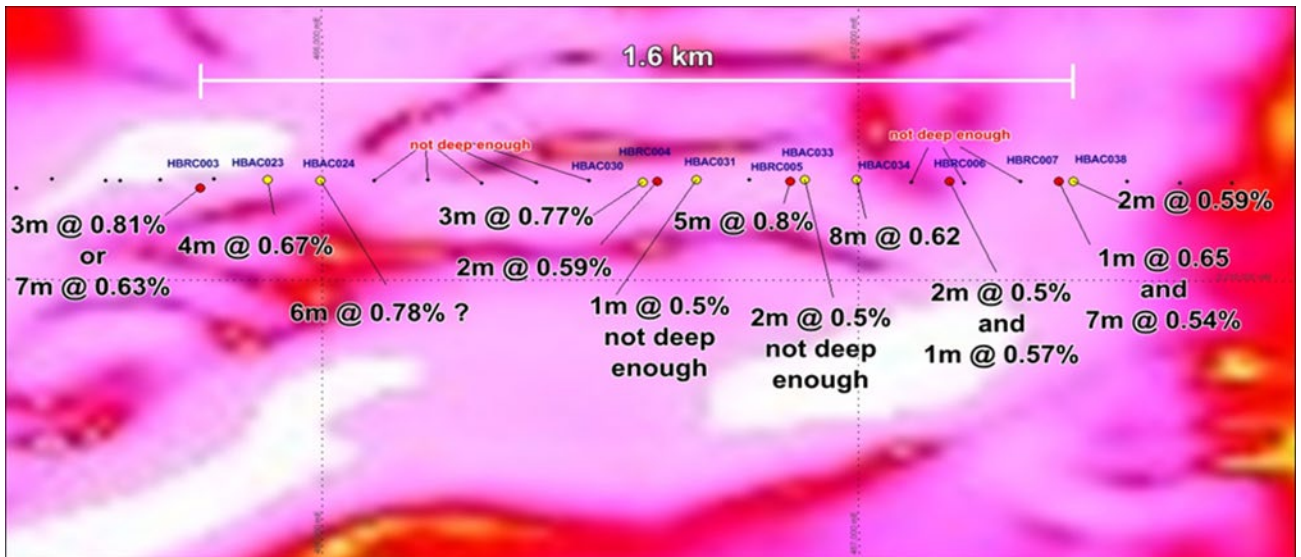 1.6 km
not deep enough
not deep enough
HBRC003
HBAC023
HBAC024
HBAC030
HBRC004
HBAC031
HBRC005
HBAC033
HBAC034
HBRC006
HBRC007
HBAC038
3m @ 0.81%
or
7m @ 0.63%
4m @ 0.67%
6m @ 0.78% ?
3m @ 0.77%
2m @ 0.59%
1m @ 0.5%
not deep
enough
5m @ 0.8%
2m @ 0.5%
not deep
enough
8m @ 0.62
2m @ 0.5%
and
1m @ 0.57%
2m @ 0.59%
1m @ 0.65
and
7m @ 0.54%